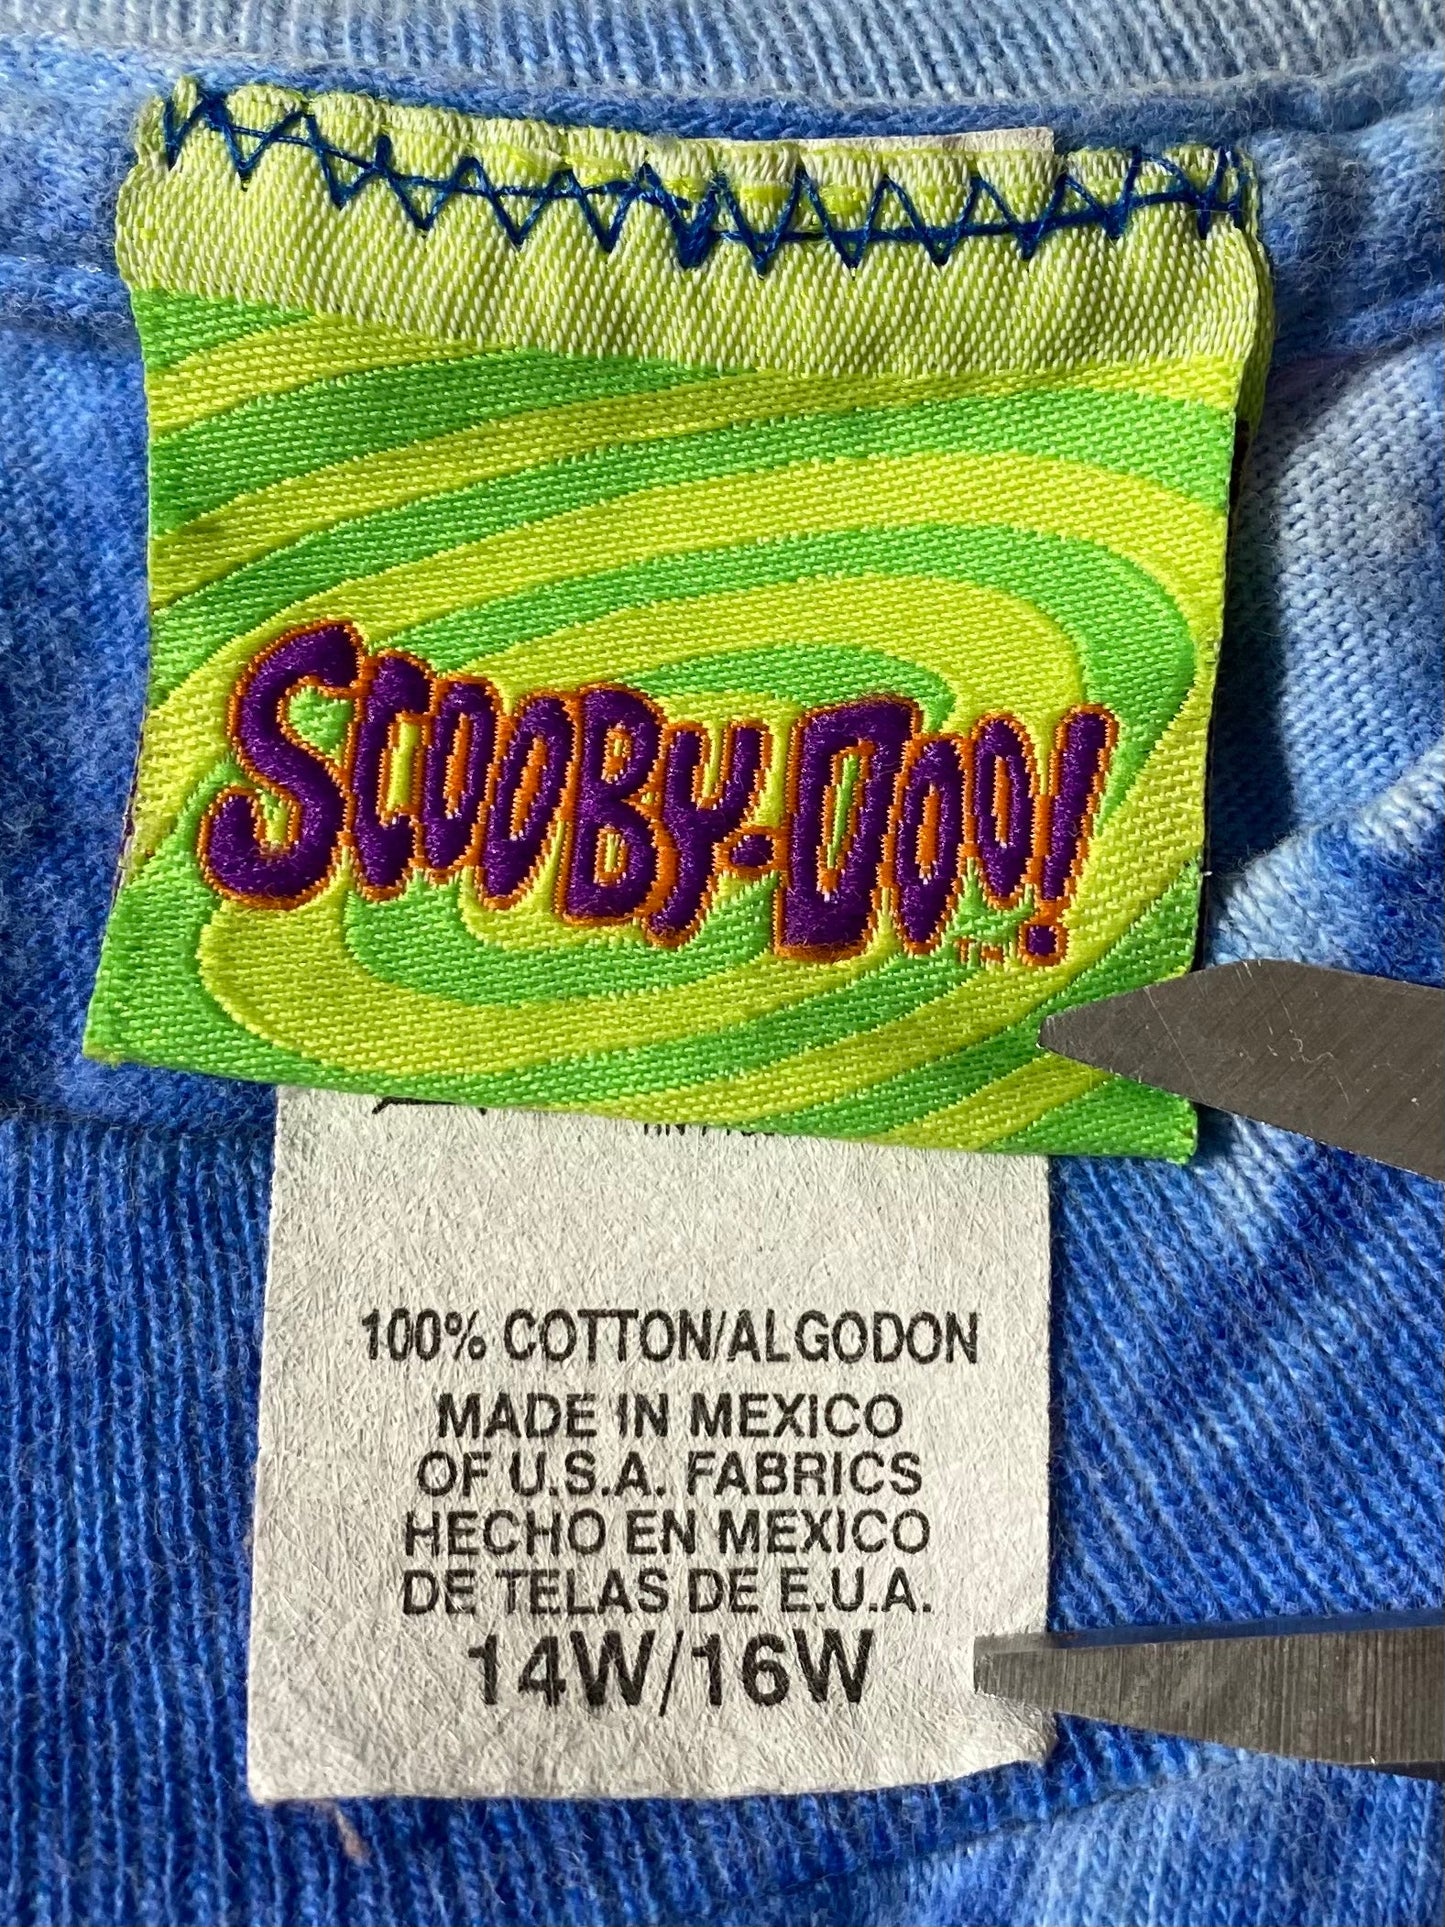 SCOOBY-DOO!
TM
100% COTTON/ALGODON
MADE IN MEXICO
OF U.S.A. FABRICS
HECHO EN MEXICO
DE TELAS DE E.U.A.
14W/16W